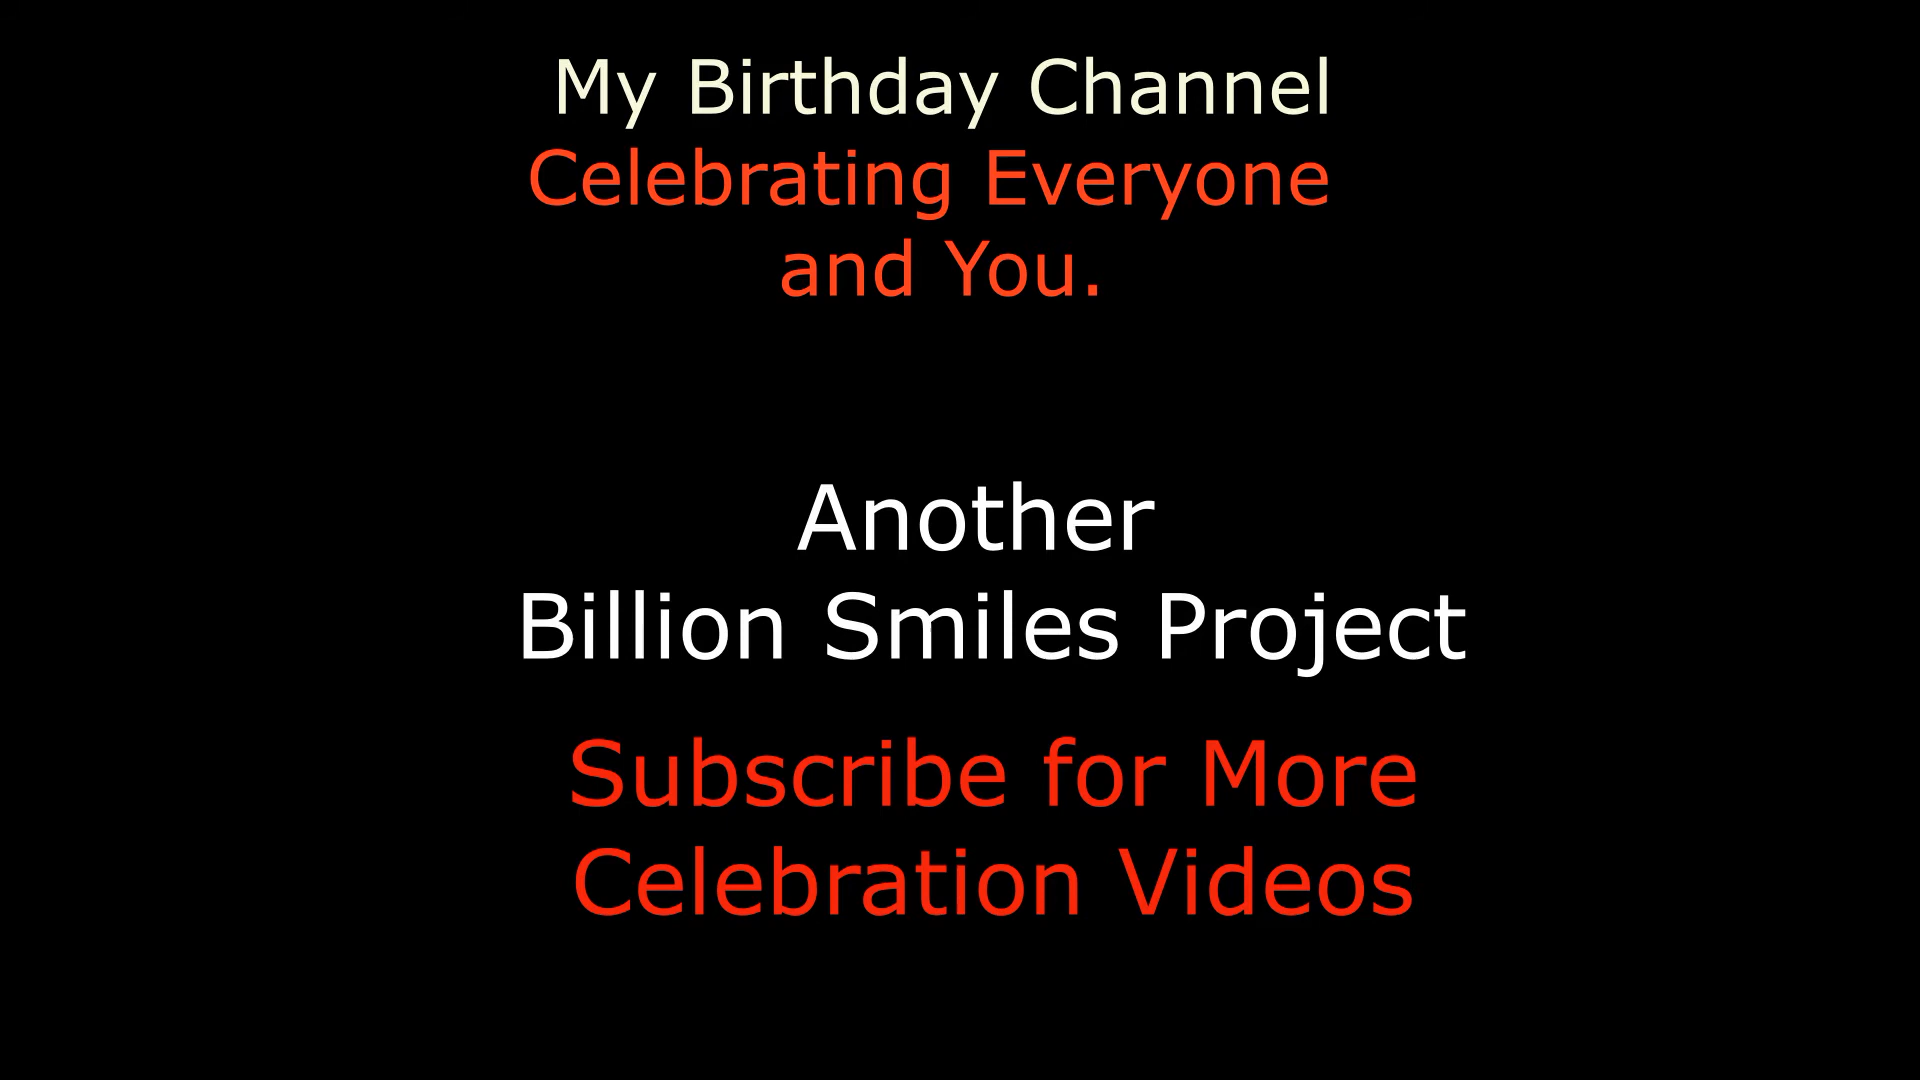 My Birthday Channel
Celebrating Everyone
and You.
Another
Billion Smiles Project
Subscribe for More
Celebration Videos